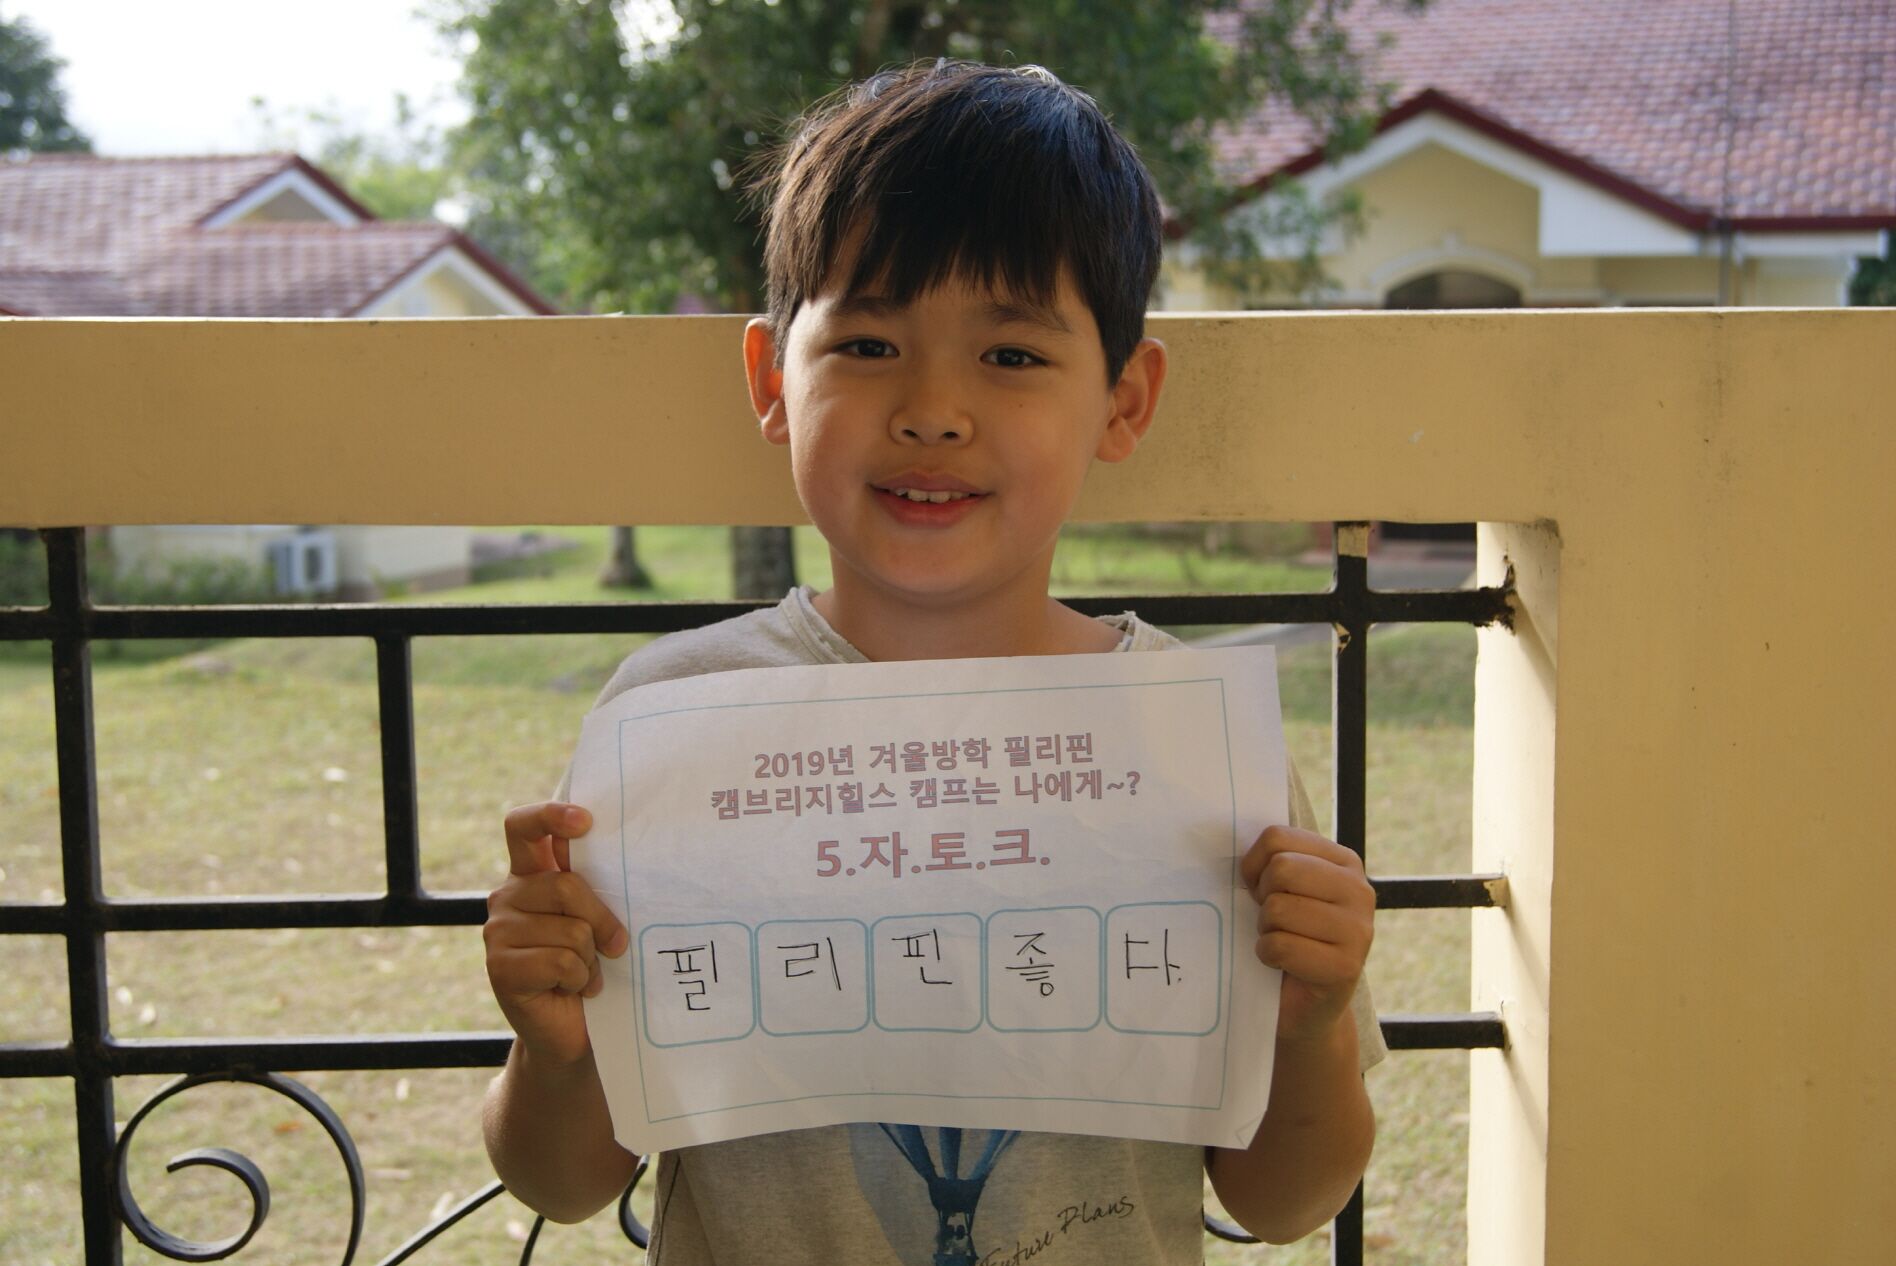 2019년 겨울방학 필리핀
캠브리지힐스 캠프는 나에게~?
5.자.토.크.
필리핀좋다.
Future Plans